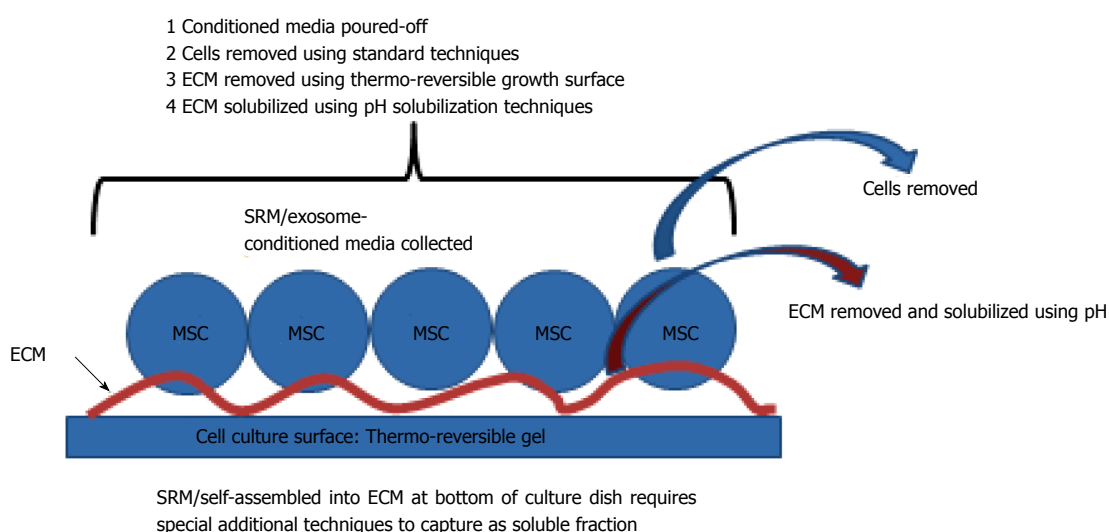 1 Conditioned media poured-off
2 Cells removed using standard techniques
3 ECM removed using thermo-reversible growth surface
4 ECM solubilized using pH solubilization techniques
Cells removed
SRM/exosome-
conditioned media collected
ECM removed and solubilized using pH
MSC
MSC
MSC
MSC
MSC
ECM
Cell culture surface: Thermo-reversible gel
SRM/self-assembled into ECM at bottom of culture dish requires
special additional techniques to capture as soluble fraction